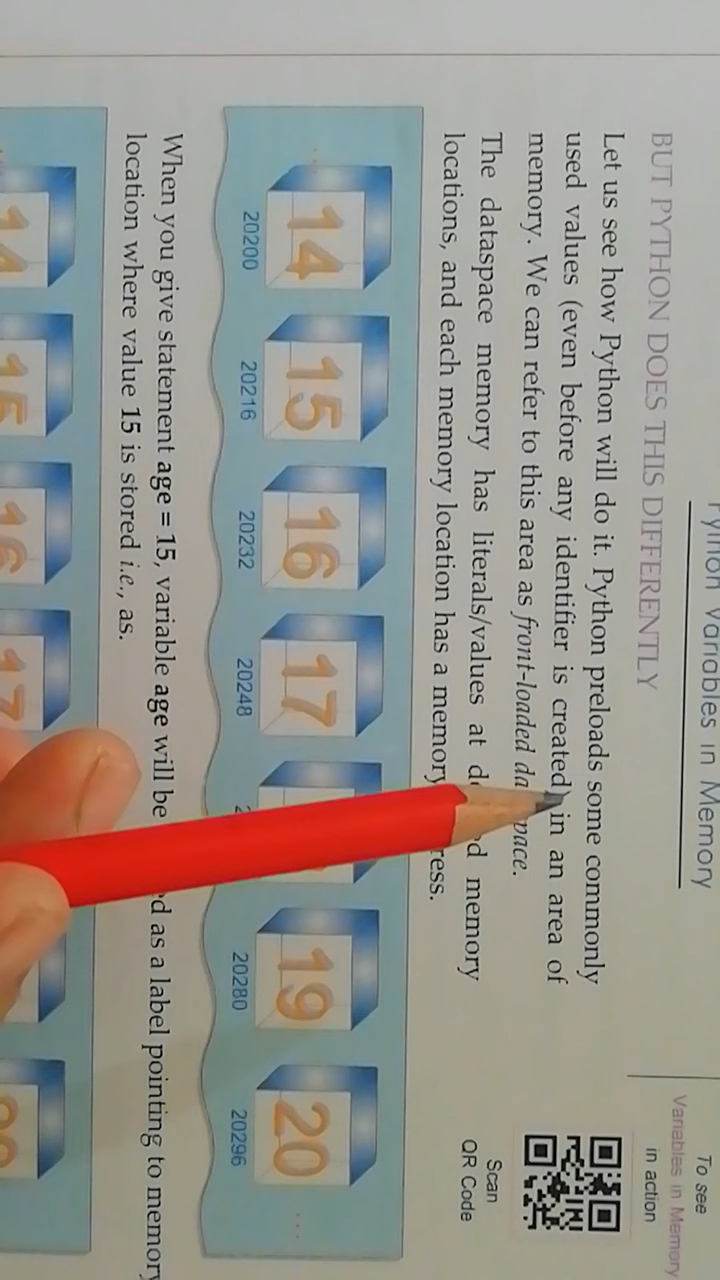 Python Variables in Memory
BUT PYTHON DOES THIS DIFFERENTLY
Let us see how Python will do it. Python preloads some commonly
used values (even before any identifier is created) in an area of
memory. We can refer to this area as front-loaded
The dataspace memory has literals/values at memory
locations, and each memory location has a memory
To see
Variables in Memory
in action
Scan
QR Code
14 15 16 17 19 20 ...
20200 20216 20232 20248 20280 20296
When you give statement age = 15, variable age will be as a label pointing to memory
location where value 15 is stored i.e., as.
14 15 16 17